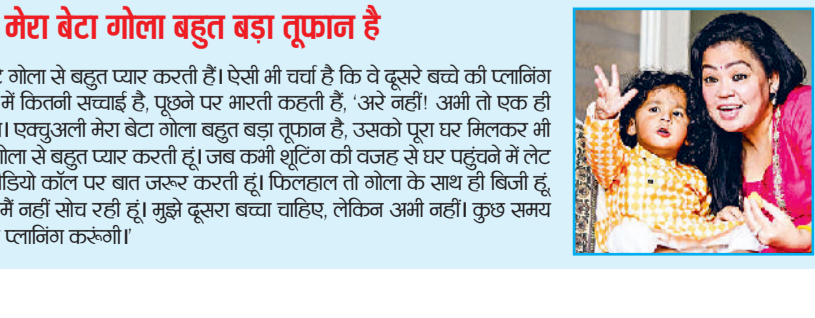 मेरा बेटा गोला बहुत बड़ा तूफान है
गोला से बहुत प्यार करती हैं। ऐसी भी चर्चा है कि वे दूसरे बच्चे की प्लानिंग
में कितनी सच्चाई है, पूछने पर भारती कहती हैं, ‘अरे नहीं! अभी तो एक ही
। एक्चुअली मेरा बेटा गोला बहुत बड़ा तूफान है, उसको पूरा घर मिलकर भी
गोला से बहुत प्यार करती हूं। जब कभी शूटिंग की वजह से घर पहुंचने में लेट
कॉल पर बात जरूर करती हूं। फिलहाल तो गोला के साथ ही बिजी हूं,
मैं नहीं सोच रही हूं। मुझे दूसरा बच्चा चाहिए, लेकिन अभी नहीं। कुछ समय
प्लानिंग करूंगी।’